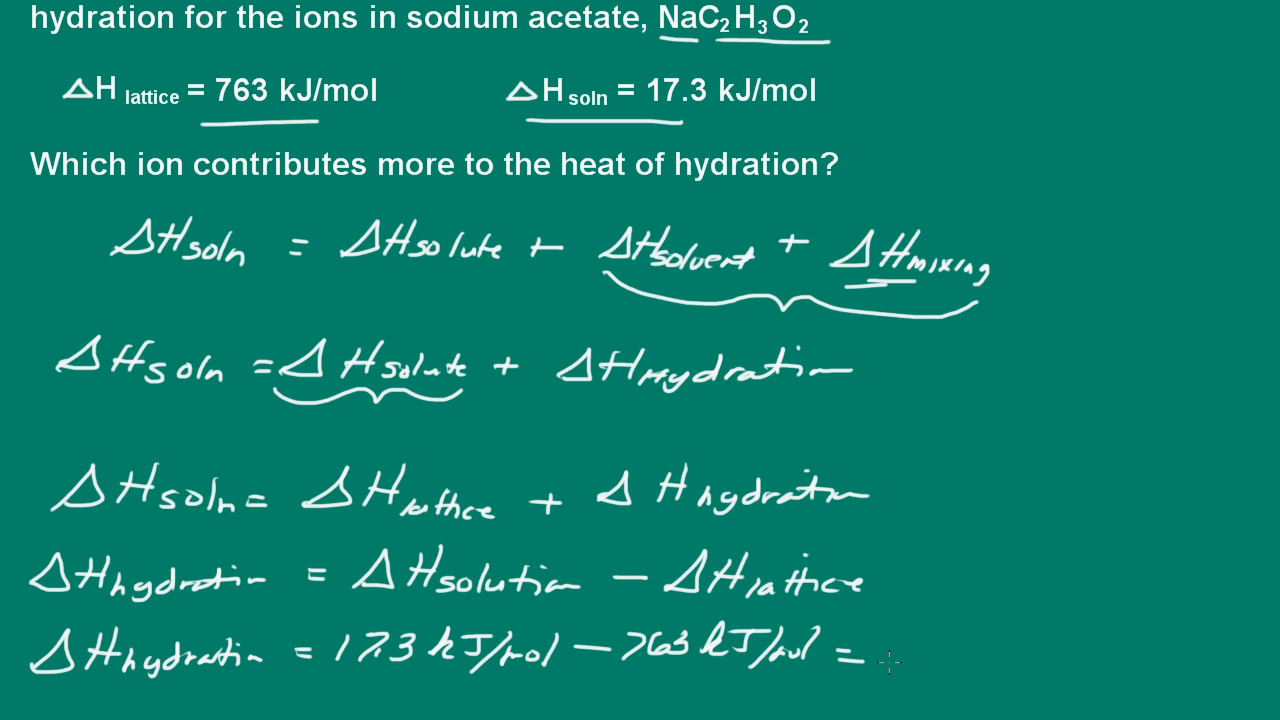 hydration for the ions in sodium acetate, NaC₂H₃O₂
ΔH lattice = 763 kJ/mol ΔH soln = 17.3 kJ/mol
Which ion contributes more to the heat of hydration?
ΔHsoln = ΔHsolute + ΔHsolvent + ΔHmixing
ΔHsoln = ΔHsolute + ΔHHydration
ΔHsoln = ΔHlattice + ΔHhydration
ΔHhydration = ΔHsolution - ΔHlattice
ΔHhydration = 17.3 kJ/mol - 763 kJ/mol =